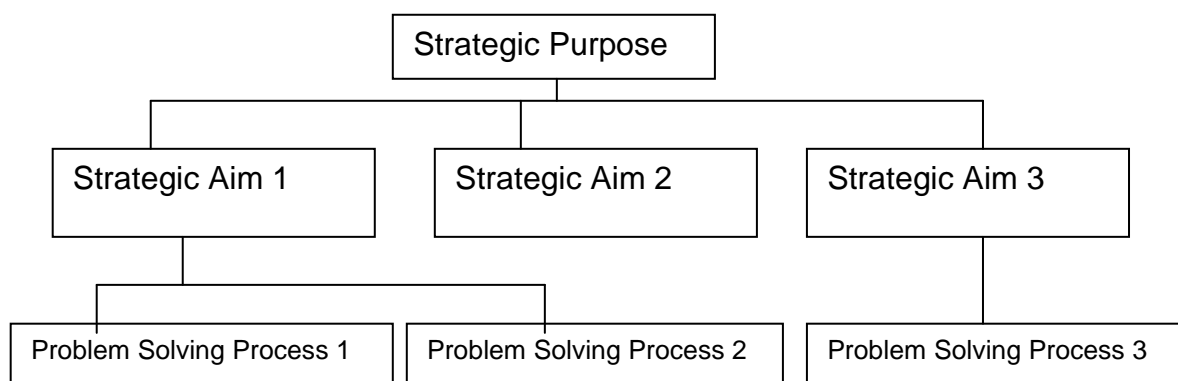 Strategic Purpose
Strategic Aim 1
Strategic Aim 2
Strategic Aim 3
Problem Solving Process 1
Problem Solving Process 2
Problem Solving Process 3